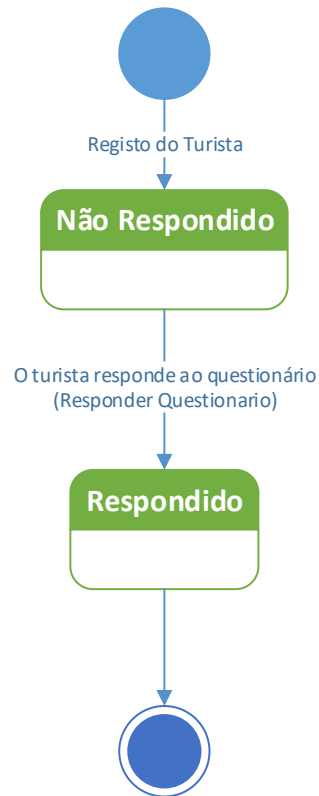 Registo do Turista
Não Respondido
O turista responde ao questionário
(Responder Questionario)
Respondido